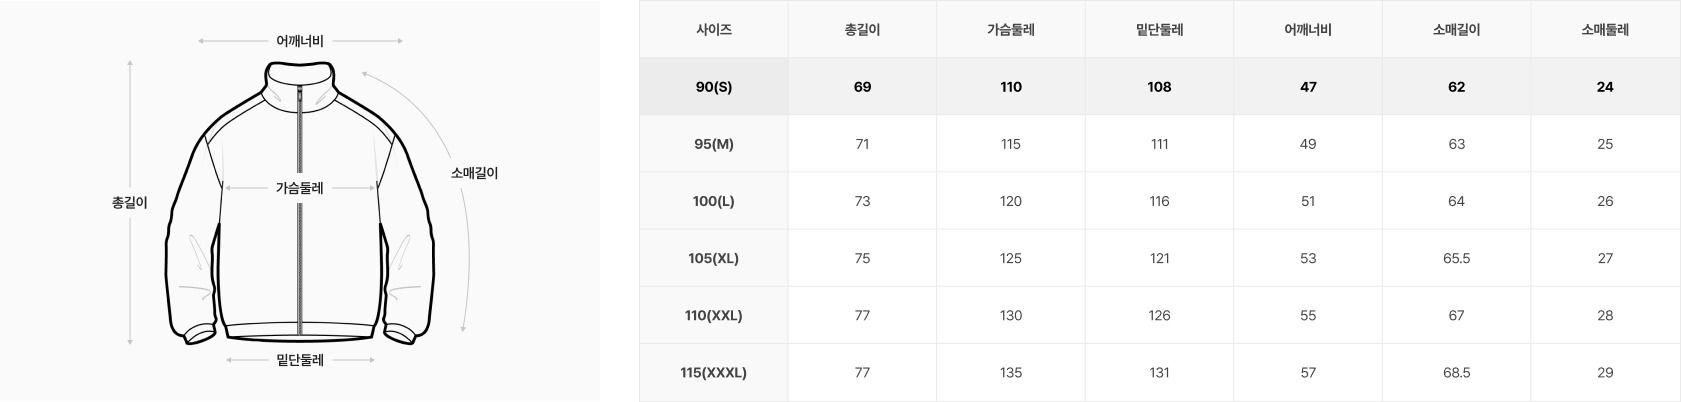 어깨너비
총길이
가슴둘레
소매길이
밑단둘레
사이즈 총길이 가슴둘레 밑단둘레 어깨너비 소매길이 소매둘레
90(S) 69 110 108 47 62 24
95(M) 71 115 111 49 63 25
100(L) 73 120 116 51 64 26
105(XL) 75 125 121 53 65.5 27
110(XXL) 77 130 126 55 67 28
115(XXXL) 77 135 131 57 68.5 29